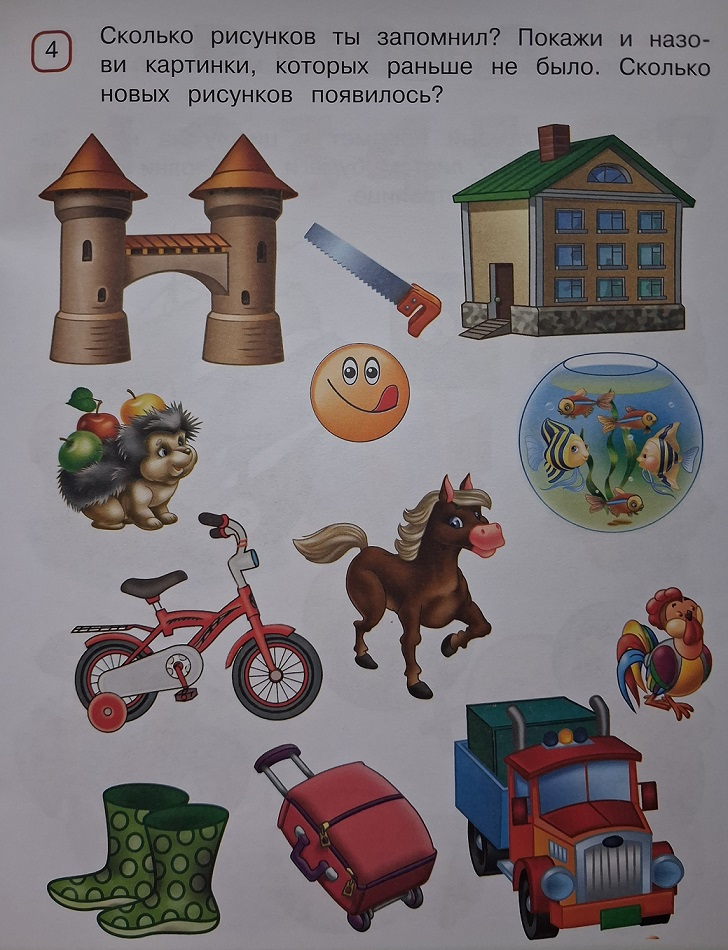 4
Сколько рисунков ты запомнил? Покажи и назо-
ви картинки, которых раньше не было. Сколько
новых рисунков появилось?